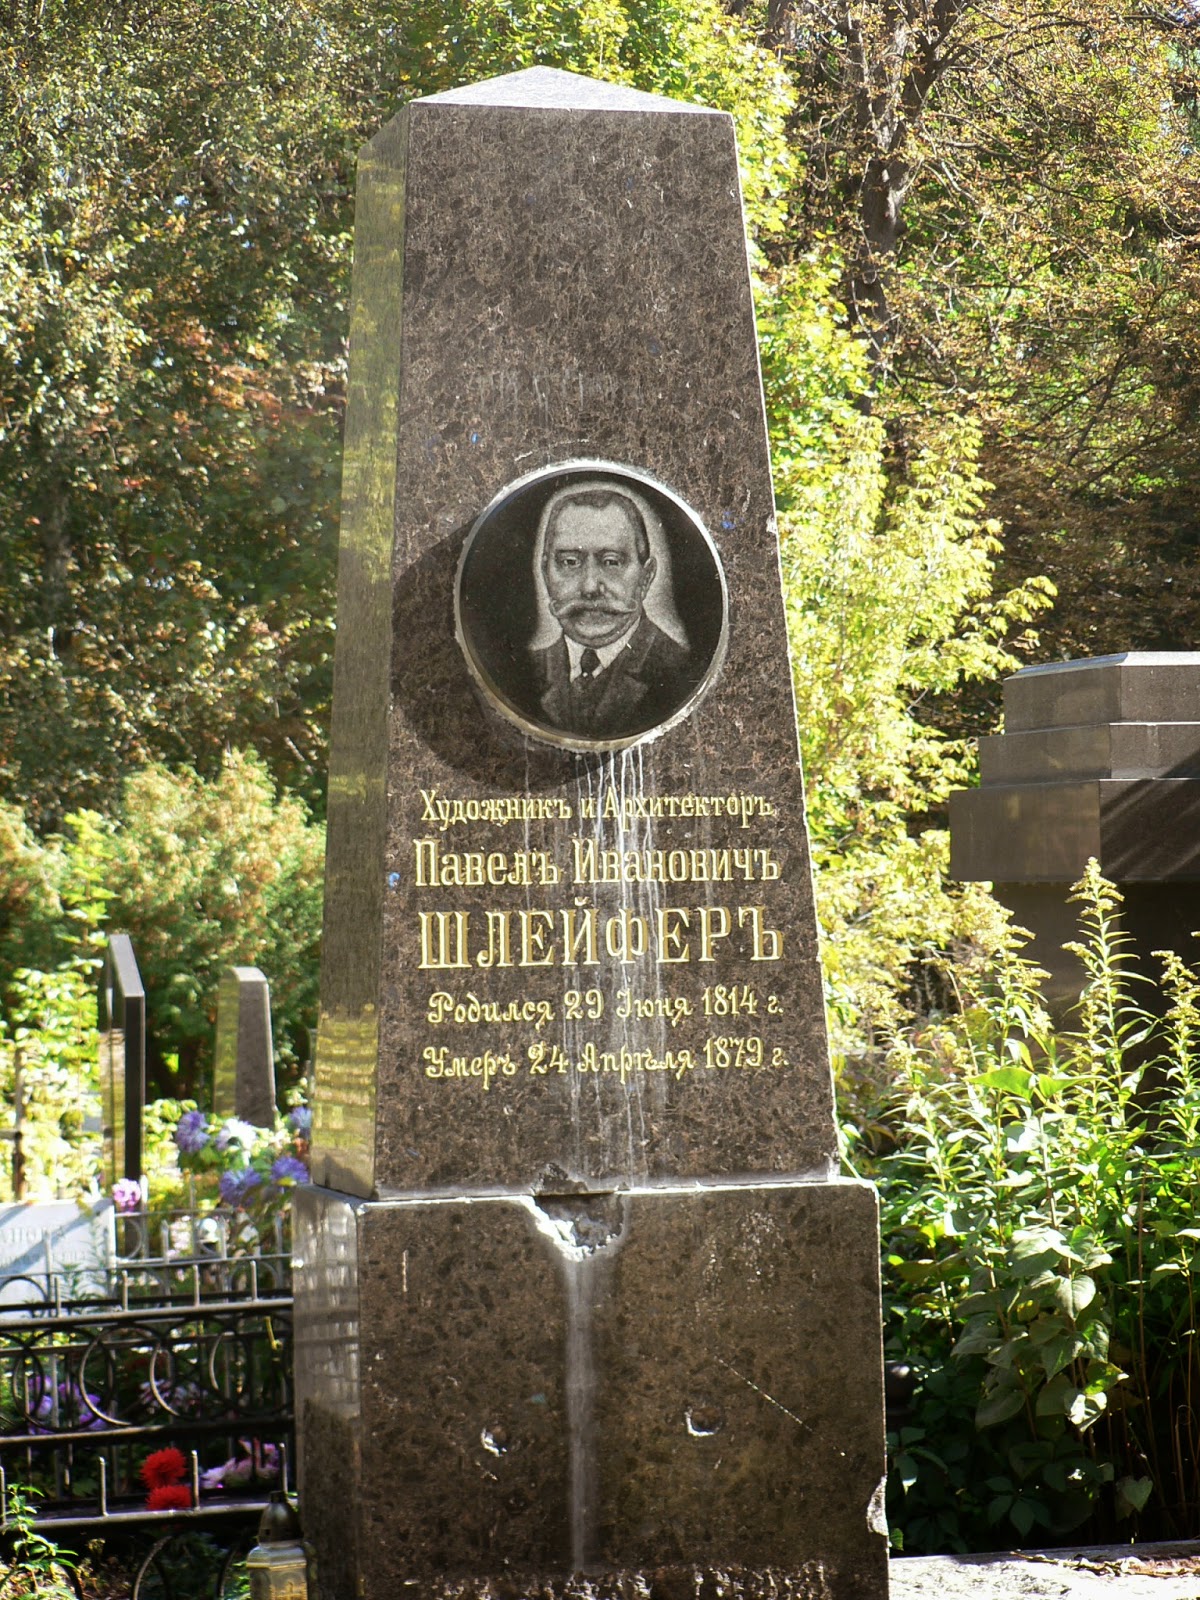 Художникъ и Архитекторъ
Павелъ Ивановичъ
ШЛЕЙФЕРЪ
Родился 29 Iюня 1814 г.
Умеръ 24 Апрѣля 1879 г.